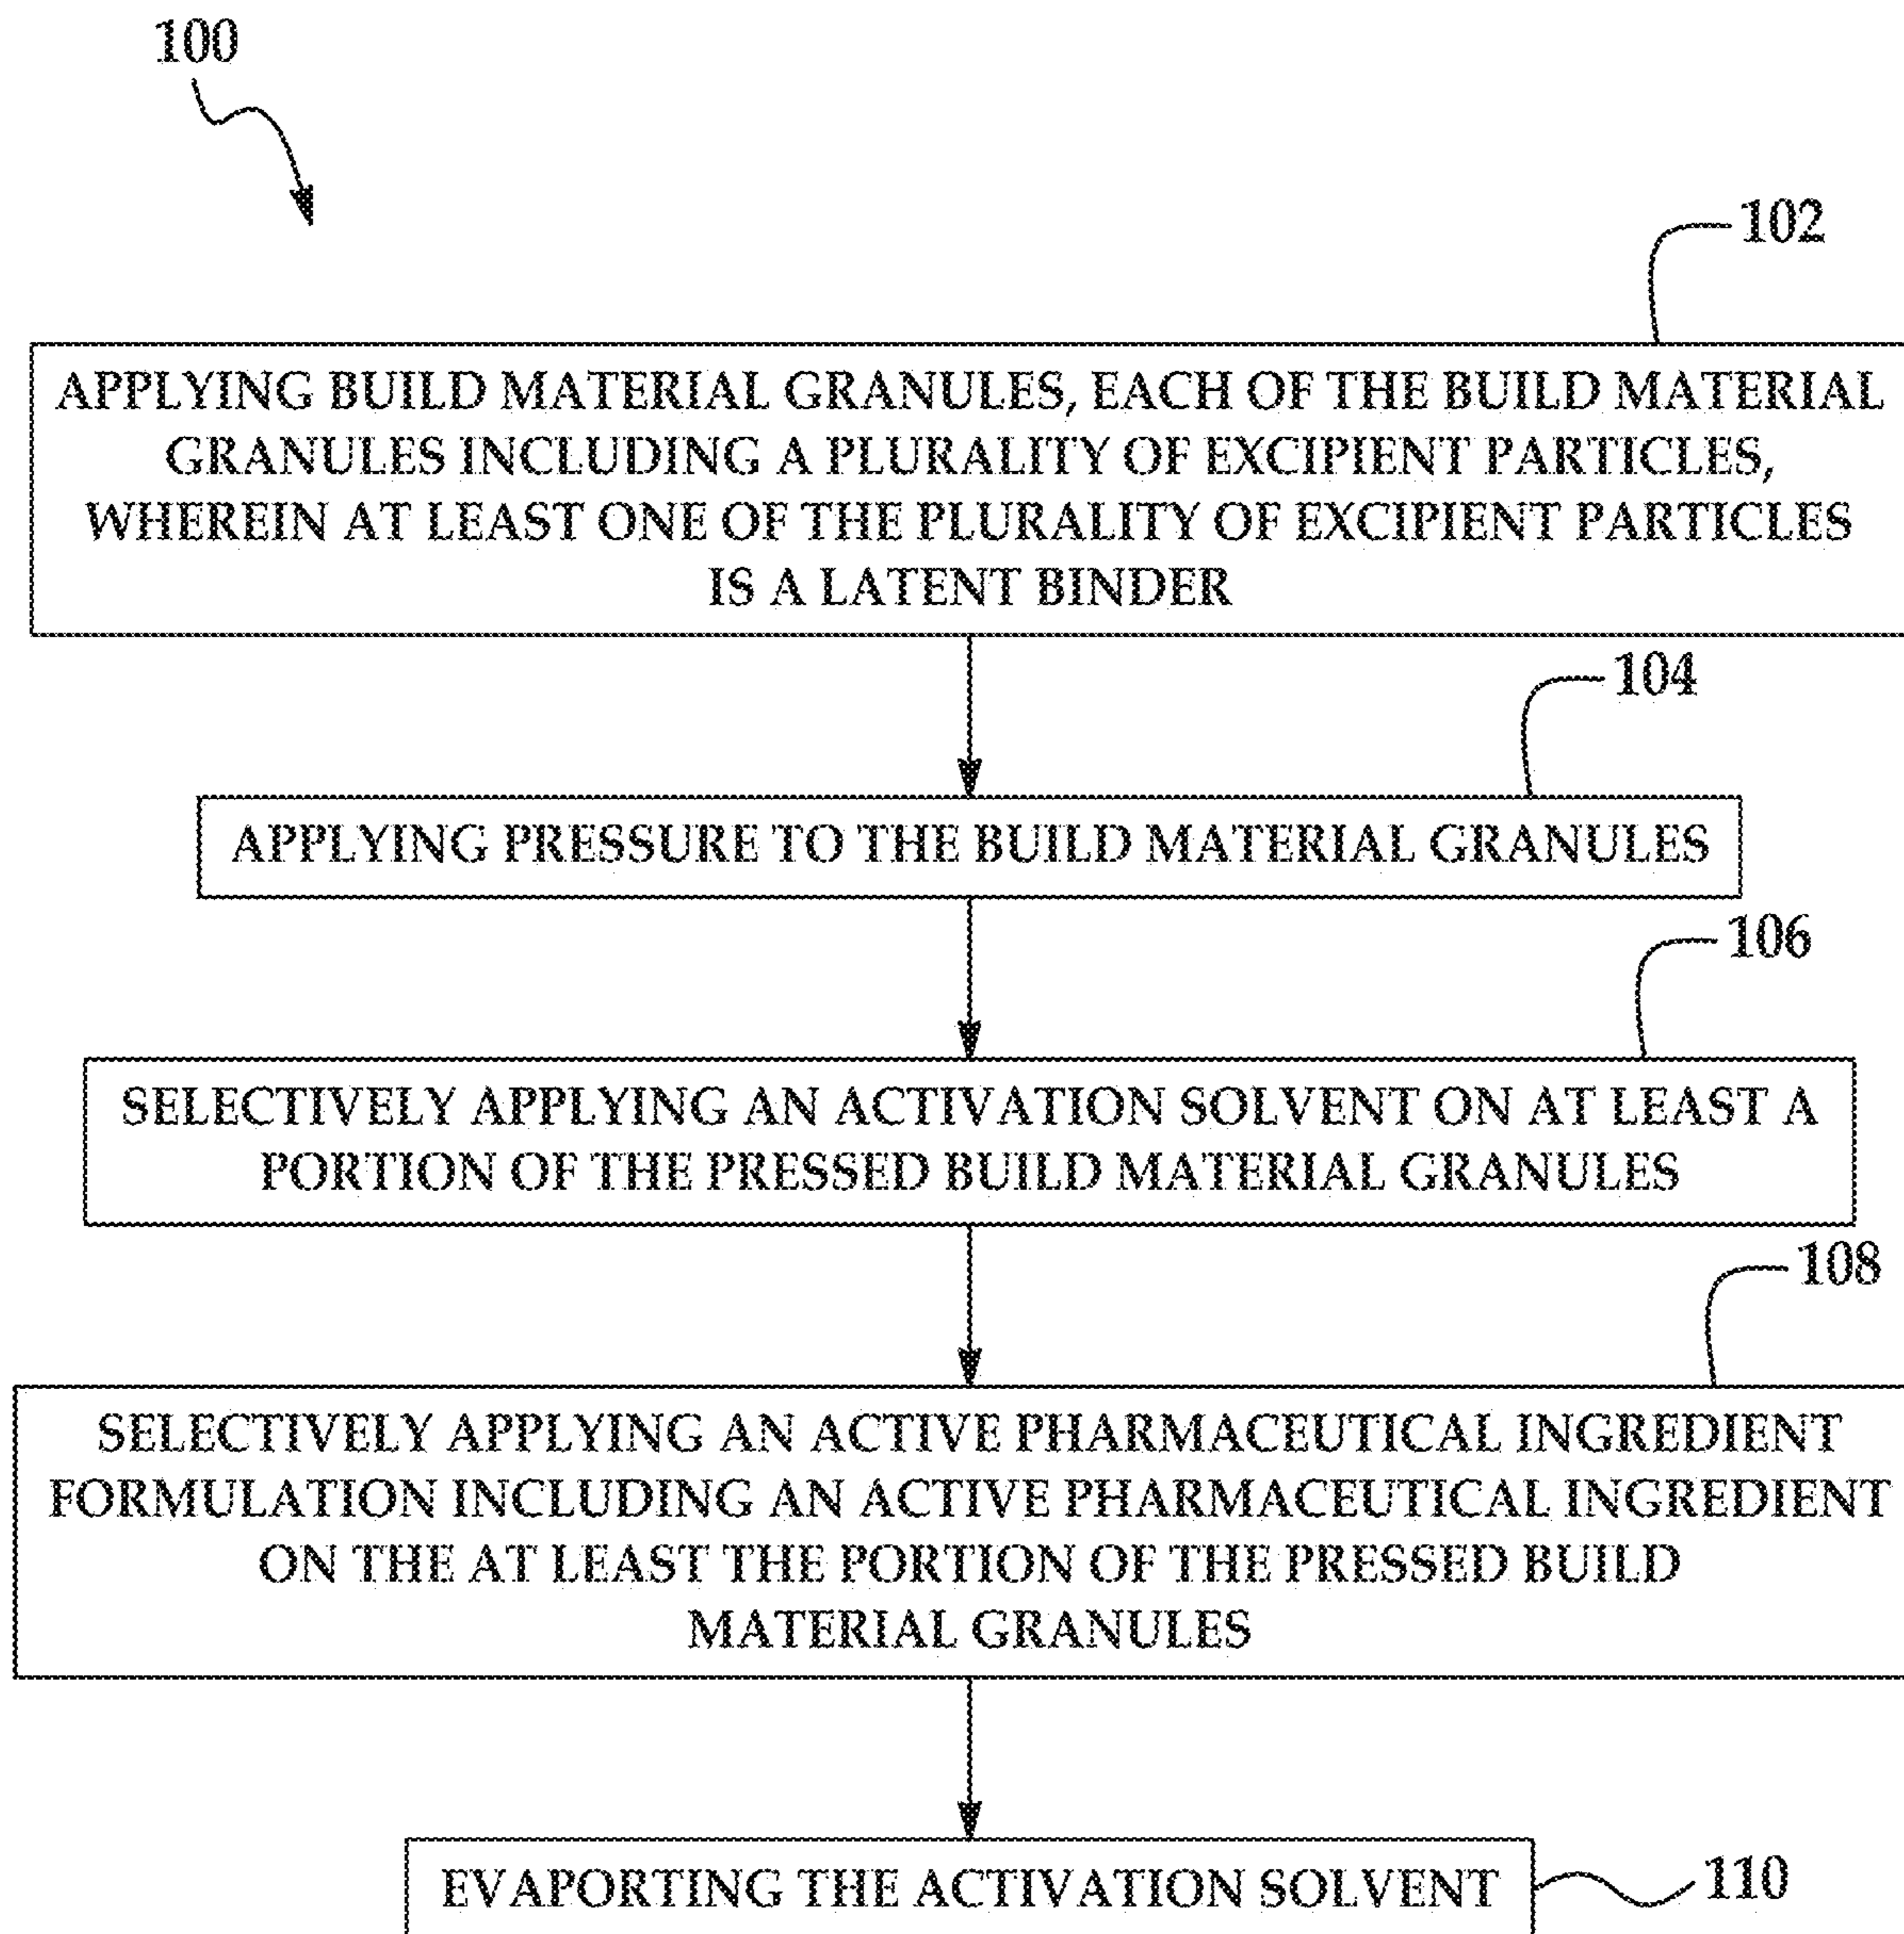 100
102
APPLYING BUILD MATERIAL GRANULES, EACH OF THE BUILD MATERIAL
GRANULES INCLUDING A PLURALITY OF EXCIPIENT PARTICLES,
WHEREIN AT LEAST ONE OF THE PLURALITY OF EXCIPIENT PARTICLES
IS A LATENT BINDER
104
APPLYING PRESSURE TO THE BUILD MATERIAL GRANULES
106
SELECTIVELY APPLYING AN ACTIVATION SOLVENT ON AT LEAST A
PORTION OF THE PRESSED BUILD MATERIAL GRANULES
108
SELECTIVELY APPLYING AN ACTIVE PHARMACEUTICAL INGREDIENT
FORMULATION INCLUDING AN ACTIVE PHARMACEUTICAL INGREDIENT
ON THE AT LEAST THE PORTION OF THE PRESSED BUILD
MATERIAL GRANULES
EVAPORTING THE ACTIVATION SOLVENT
110